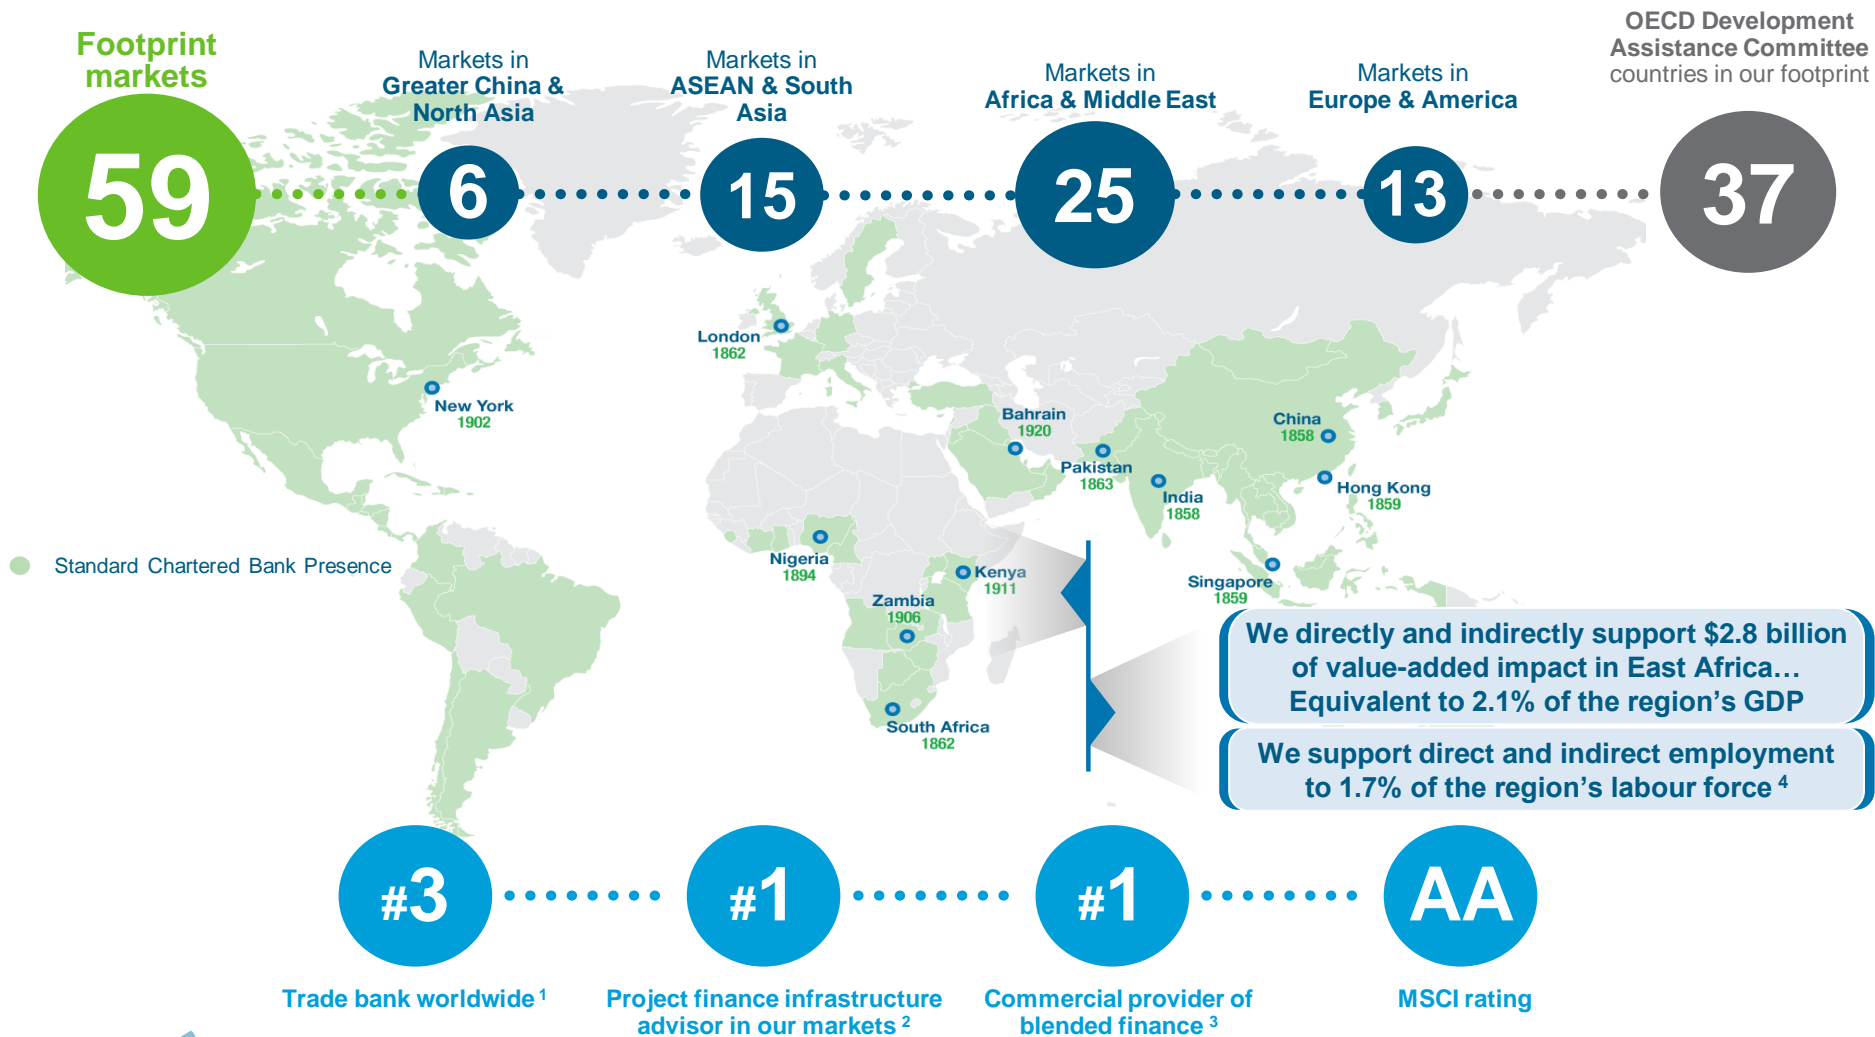 Footprint
markets
59
Markets in
Greater China &
North Asia
6
Markets in
ASEAN & South
Asia
15
Markets in
Africa & Middle East
25
Markets in
Europe & America
13
OECD Development
Assistance Committee
countries in our footprint
37
London
1862
New York
1902
Bahrain
1920
Pakistan
1863
India
1858
China
1858
Hong Kong
1859
Singapore
1859
Nigeria
1894
Kenya
1911
Zambia
1906
South Africa
1862
Standard Chartered Bank Presence
We directly and indirectly support $2.8 billion
of value-added impact in East Africa…
Equivalent to 2.1% of the region’s GDP
We support direct and indirect employment
to 1.7% of the region’s labour force 4
#3
Trade bank worldwide 1
#1
Project finance infrastructure
advisor in our markets 2
#1
Commercial provider of
blended finance 3
AA
MSCI rating